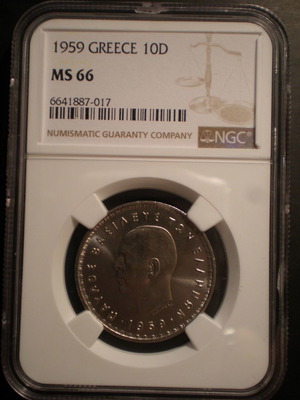 1959 GREECE 10D
MS 66
6641887-017
NUMISMATIC GUARANTY COMPANY
NGC
ΠΑΥΛΟΣ ΒΑΣΙΛΕΥΣ ΤΩΝ ΕΛΛΗΝΩΝ
·1959·